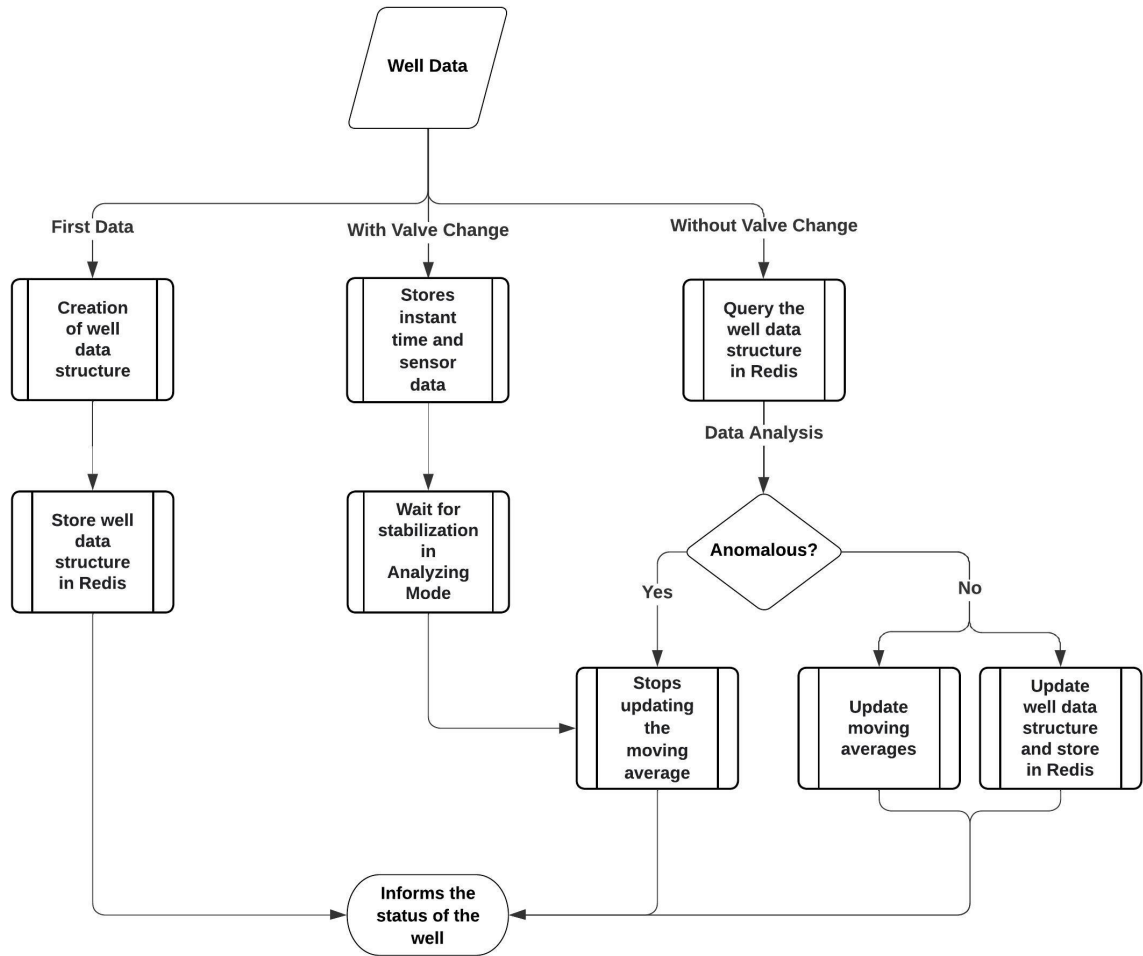 Well Data
First Data
With Valve Change
Without Valve Change
Creation
of well
data
structure
Stores
instant
time and
sensor
data
Query the
well data
structure
in Redis
Data Analysis
Store well
data
structure
in Redis
Wait for
stabilization
in
Analyzing
Mode
Anomalous?
Yes
No
Stops
updating
the
moving
average
Update
moving
averages
Update
well data
structure
and store
in Redis
Informs the
status of the
well